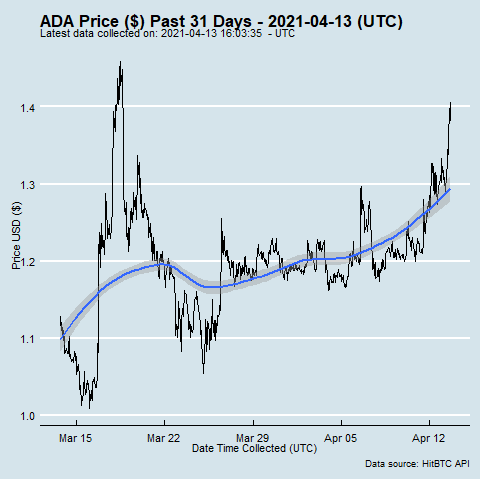 ADA Price ($) Past 31 Days - 2021-04-13 (UTC)
Latest data collected on: 2021-04-13 16:03:35  - UTC
Price USD ($)
1.4
1.3
1.2
1.1
1.0
Mar 15 Mar 22 Mar 29 Apr 05 Apr 12
Date Time Collected (UTC)
Data source: HitBTC API